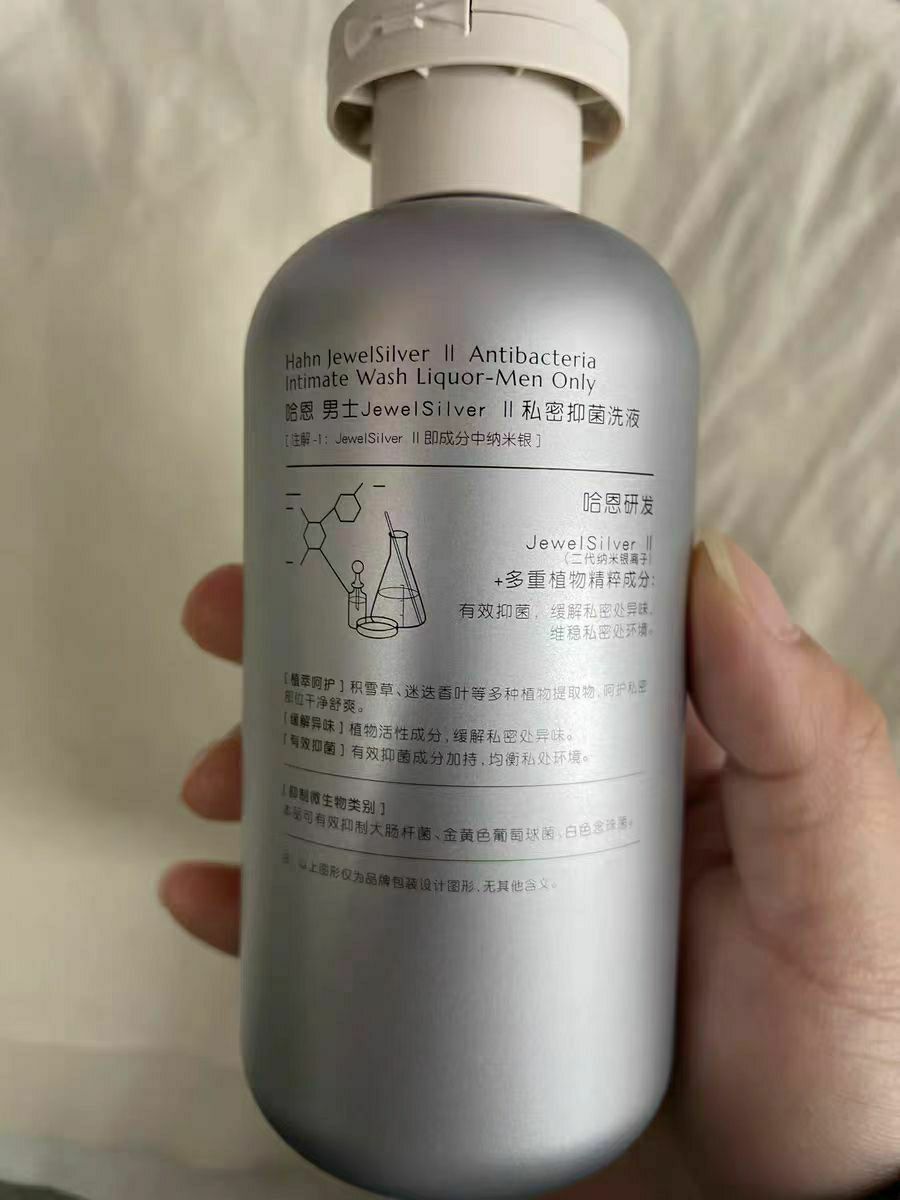 Hahn JewelSilver II Antibacteria
Intimate Wash Liquor-Men Only
哈恩 男士JewelSilver II私密抑菌洗液
[注解-1: JewelSilver II即成分中纳米银]
哈恩研发
JewelSilver II
(二代纳米银离子)
+多重植物精粹成分:
有效抑菌, 缓解私密处异味,
维稳私密处环境。
[植萃呵护]积雪草、迷迭香叶等多种植物提取物,呵护私密
部位干净舒爽。
[缓解异味]植物活性成分,缓解私密处异味。
[有效抑菌]有效抑菌成分加持,均衡私处环境。
[抑制微生物类别]
本品可有效抑制大肠杆菌、金黄色葡萄球菌、白色念珠菌。
注: 以上图形仅为品牌包装设计图形,无其他含义。